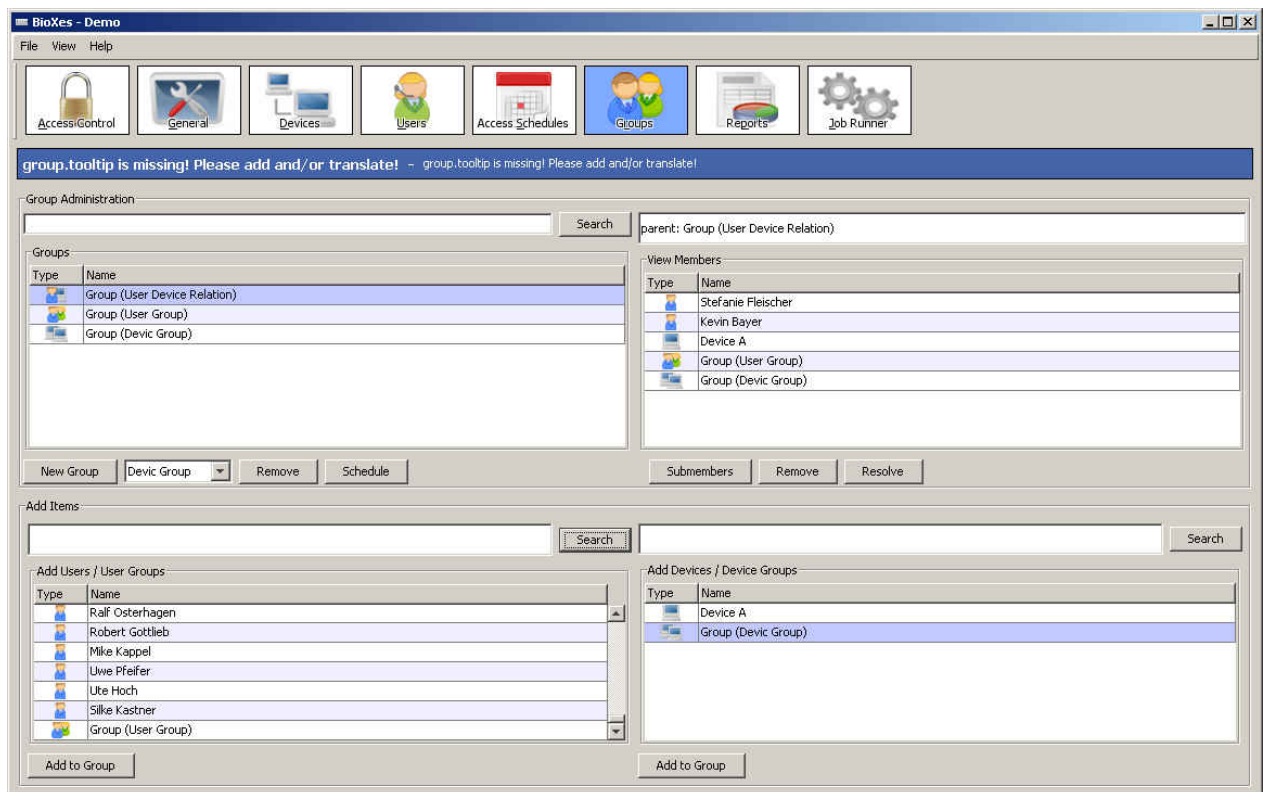 BioXes - Demo
File View Help
Access Control General Devices Users Access Schedules Groups Reports Job Runner
group.tooltip is missing! Please add and/or translate! - group.tooltip is missing! Please add and/or translate!
Group Administration
Search
parent: Group (User Device Relation)
Groups
Type Name
Group (User Device Relation)
Group (User Group)
Group (Devic Group)
View Members
Type Name
Stefanie Fleischer
Kevin Bayer
Device A
Group (User Group)
Group (Devic Group)
New Group Devic Group Remove Schedule
Submembers Remove Resolve
Add Items
Search
Search
Add Users / User Groups
Type Name
Ralf Osterhagen
Robert Gottlieb
Mike Kappel
Uwe Pfeifer
Ute Hoch
Silke Kastner
Group (User Group)
Add to Group
Add Devices / Device Groups
Type Name
Device A
Group (Devic Group)
Add to Group